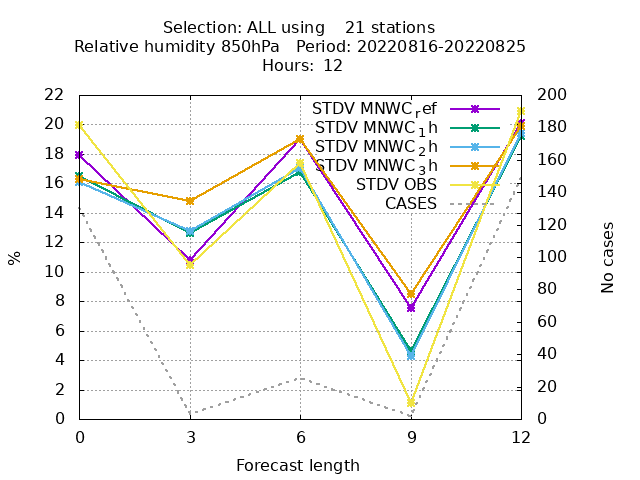 Selection: ALL using 21 stations
Relative humidity 850hPa Period: 20220816-20220825
Hours: 12
STDV MNWC_ref
STDV MNWC_1h
STDV MNWC_2h
STDV MNWC_3h
STDV OBS
CASES
%
22
20
18
16
14
12
10
8
6
4
2
0
200
180
160
140
120
100
80
60
40
20
0
No cases
0 3 6 9 12
Forecast length